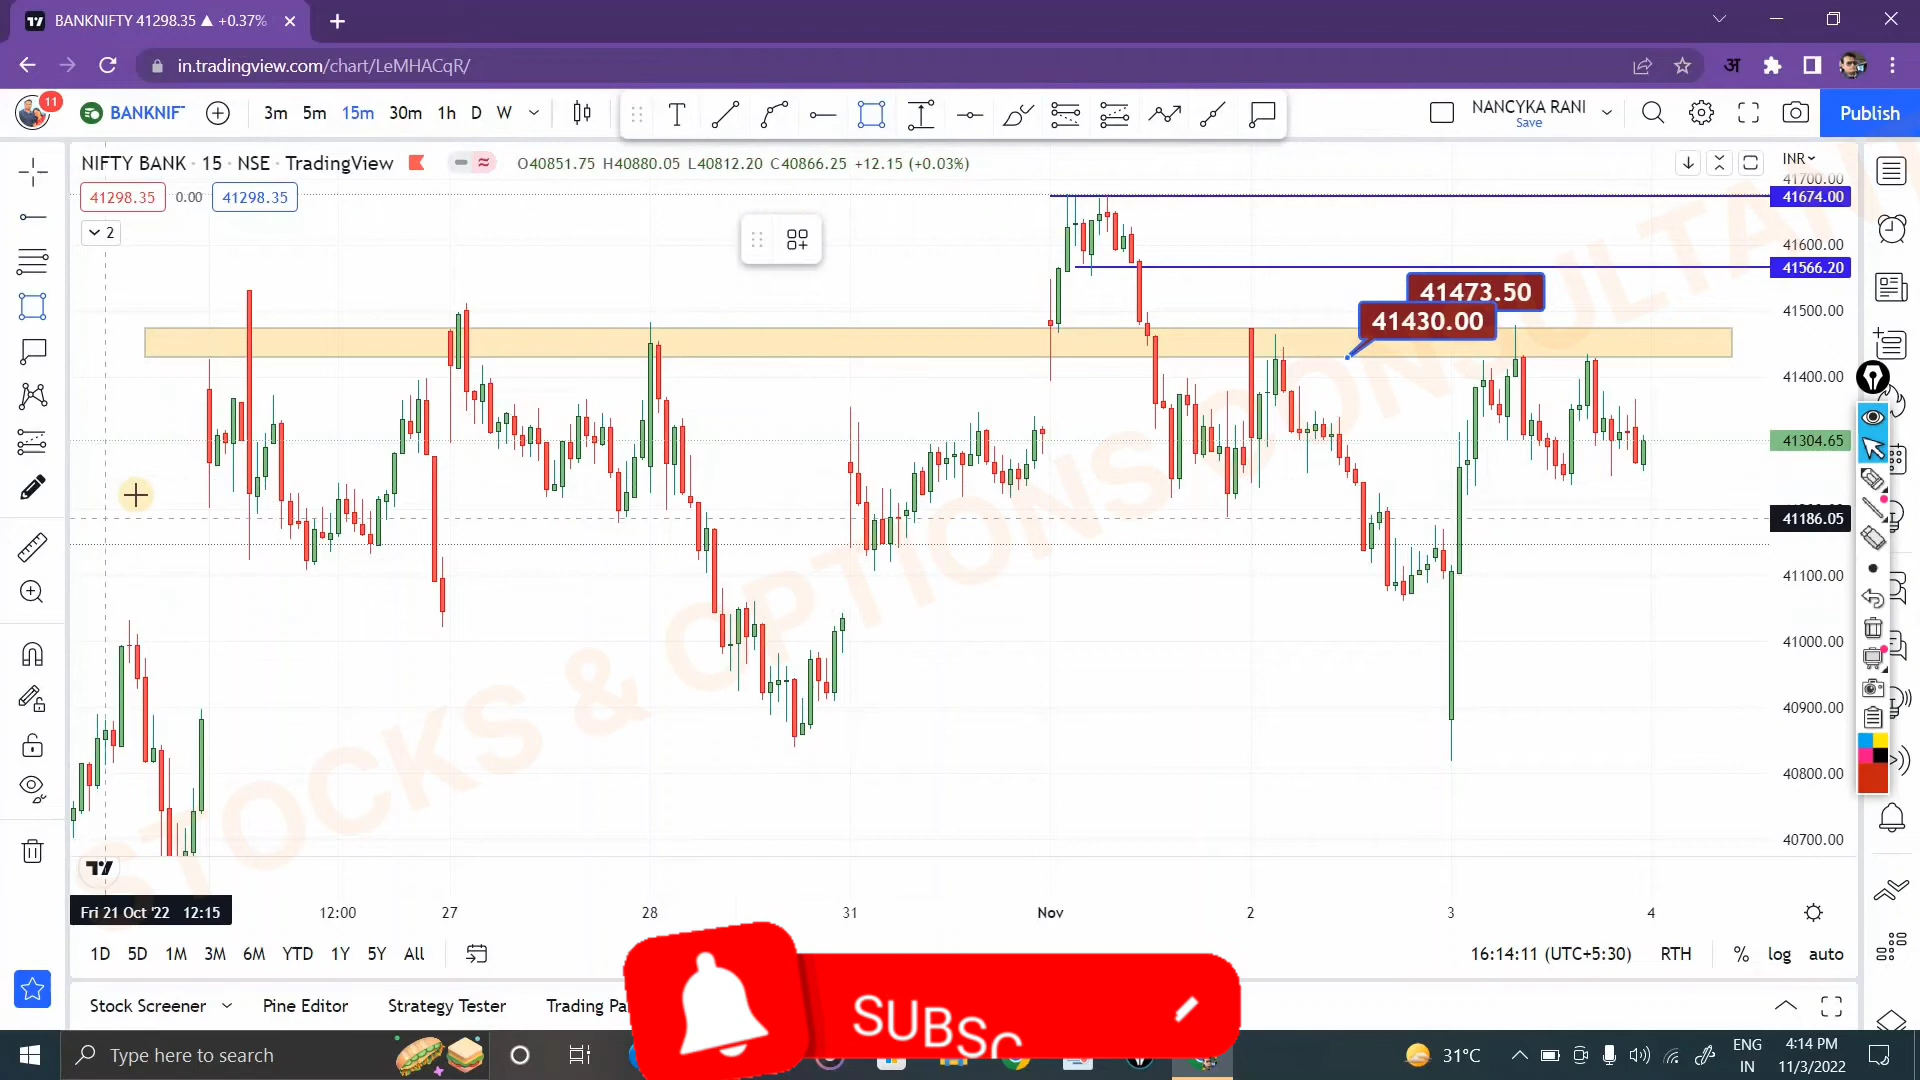 BANKNIFTY 41298.35 ▲ +0.37%
in.tradingview.com/chart/LeMHACqR/
अ
11
BANKNIF
3m 5m 15m 30m 1h D W
NANCYKA RANI
Save
Publish
NIFTY BANK · 15 · NSE · TradingView
O40851.75 H40880.05 L40812.20 C40866.25 +12.15 (+0.03%)
INR
41298.35 0.00 41298.35
2
41700.00
41674.00
41600.00
41566.20
41500.00
41400.00
41304.65
41186.05
41100.00
41000.00
40900.00
40800.00
40700.00
41473.50
41430.00
STOCKS & OPTIONS CONSULTAN
Fri 21 Oct '22 12:15
12:00 27 28 31 Nov 2 3 4
1D 5D 1M 3M 6M YTD 1Y 5Y All
16:14:11 (UTC+5:30) RTH % log auto
Stock Screener Pine Editor Strategy Tester Trading Pa
SUBSC
Type here to search
31°C
ENG
IN
4:14 PM
11/3/2022